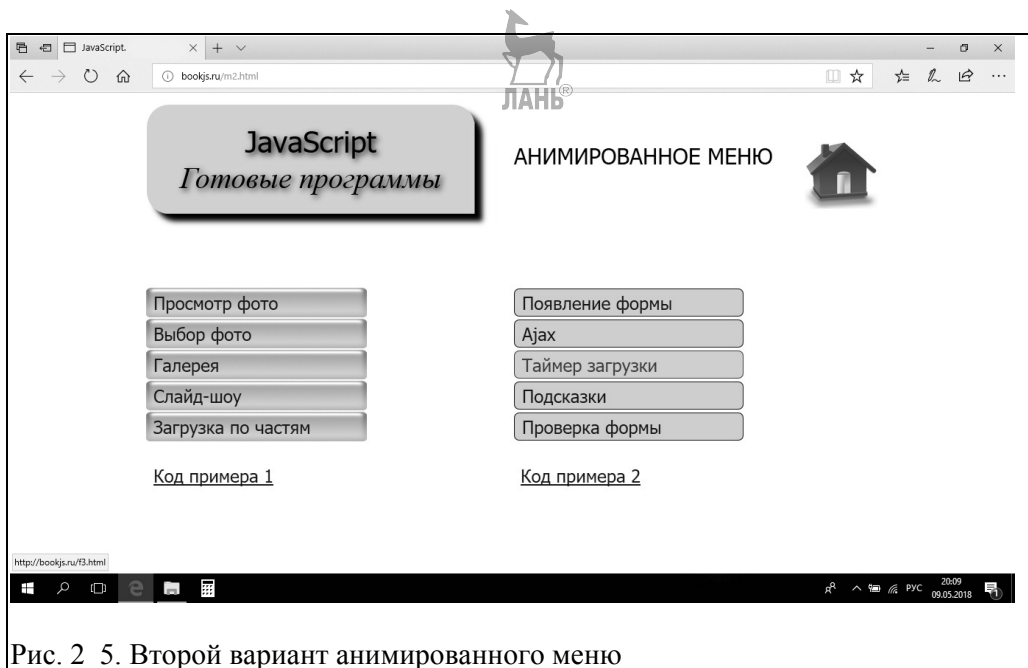 ЛАНЬ®
JavaScript.
bookjs.ru/m2.html
JavaScript
Готовые программы
АНИМИРОВАННОЕ МЕНЮ
Просмотр фото
Выбор фото
Галерея
Слайд-шоу
Загрузка по частям
Код примера 1
Появление формы
Ajax
Таймер загрузки
Подсказки
Проверка формы
Код примера 2
http://bookjs.ru/f3.html
РУС
20:09
09.05.2018
1
Рис. 2 5. Второй вариант анимированного меню